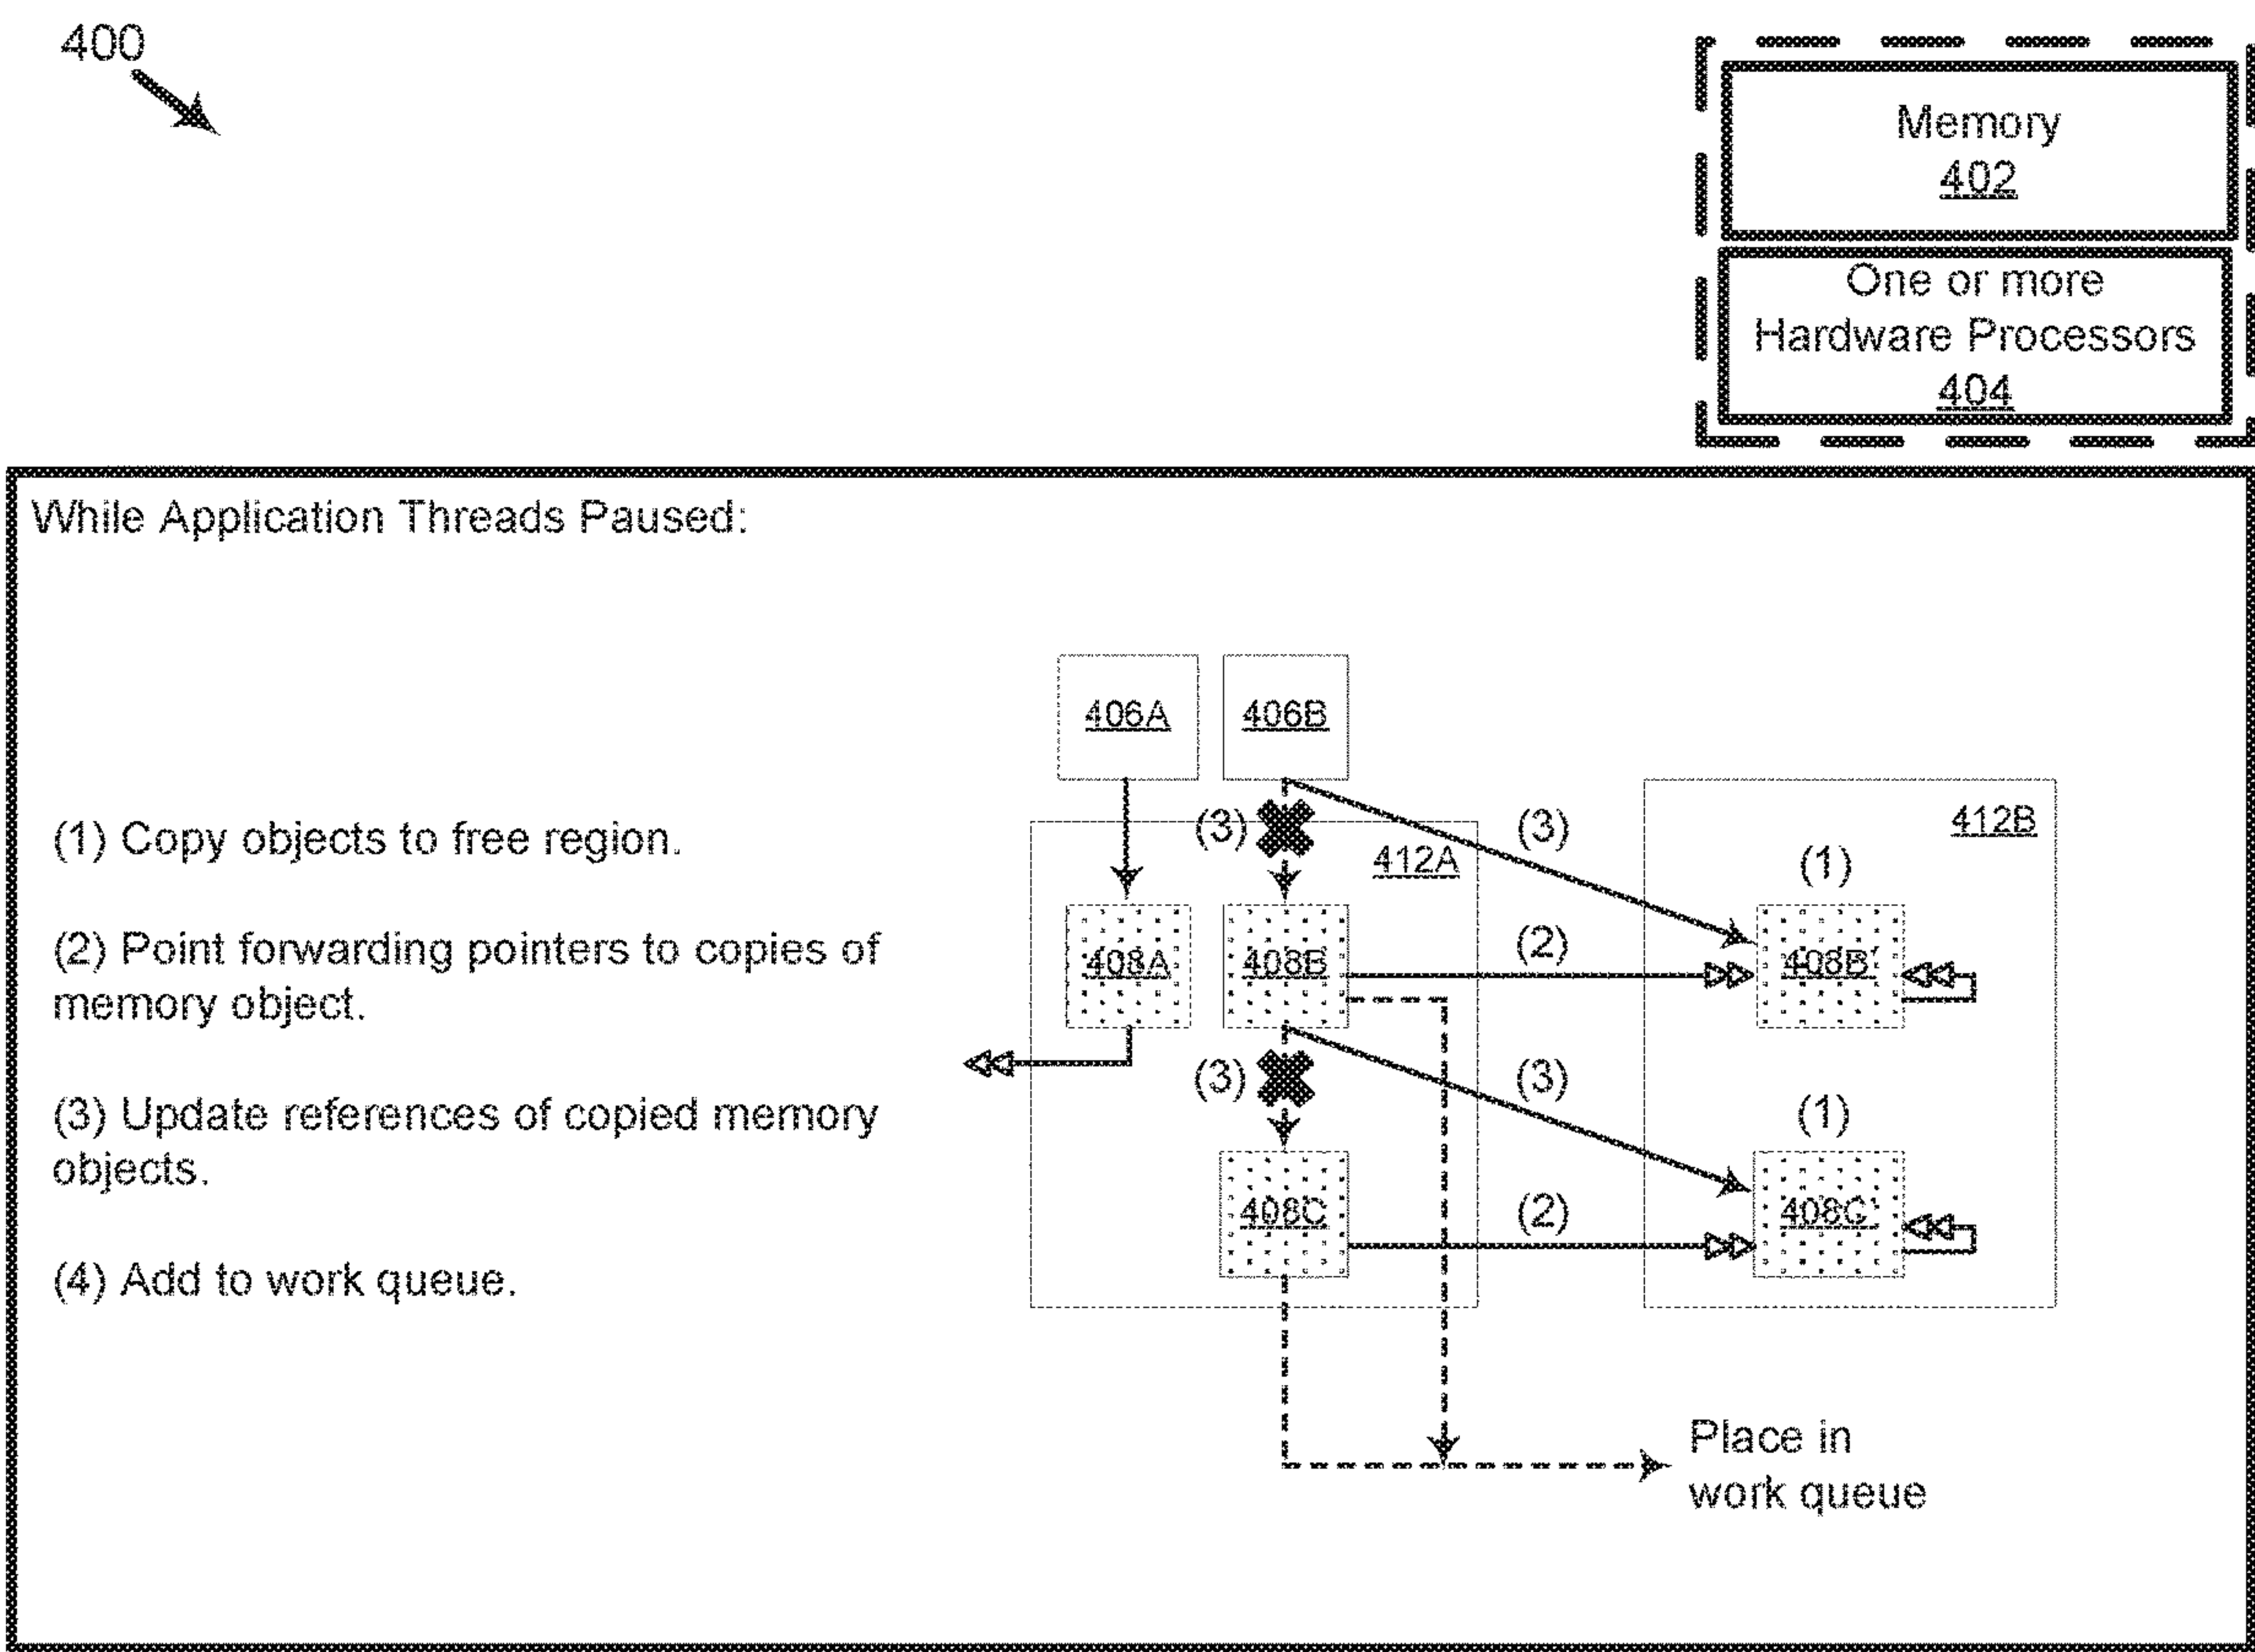 400
Memory
402
One or more
Hardware Processors
404
While Application Threads Paused:
(1) Copy objects to free region.
(2) Point forwarding pointers to copies of
memory object.
(3) Update references of copied memory
objects.
(4) Add to work queue.
406A
406B
(3)
(3)
412A
412B
(1)
408A
408B
(2)
408B'
(3)
(3)
(1)
408C
(2)
408C'
Place in
work queue